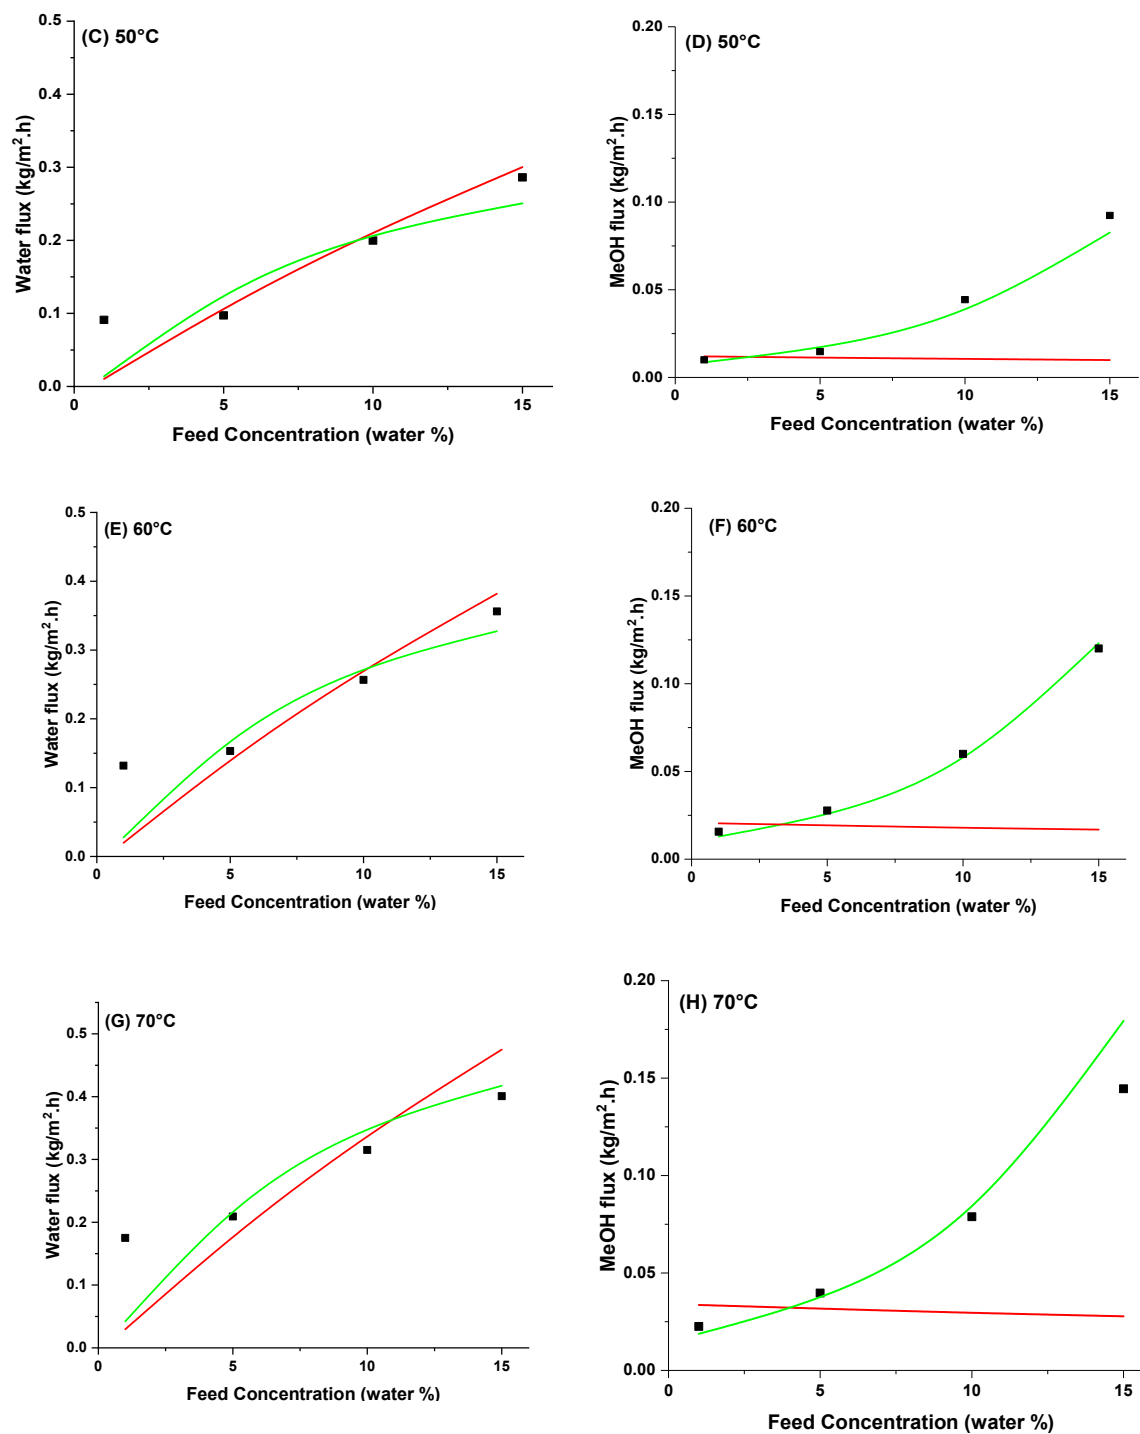 (C) 50°C
Water flux (kg/m².h)
0.5
0.4
0.3
0.2
0.1
0.0
0 5 10 15
Feed Concentration (water %)
(D) 50°C
MeOH flux (kg/m².h)
0.20
0.15
0.10
0.05
0.00
0 5 10 15
Feed Concentration (water %)
(E) 60°C
Water flux (kg/m².h)
0.5
0.4
0.3
0.2
0.1
0.0
0 5 10 15
Feed Concentration (water %)
(F) 60°C
MeOH flux (kg/m².h)
0.20
0.15
0.10
0.05
0.00
0 5 10 15
Feed Concentration (water %)
(G) 70°C
Water flux (kg/m².h)
0.5
0.4
0.3
0.2
0.1
0.0
0 5 10 15
Feed Concentration (water %)
(H) 70°C
MeOH flux (kg/m².h)
0.20
0.15
0.10
0.05
0.00
0 5 10 15
Feed Concentration (water %)